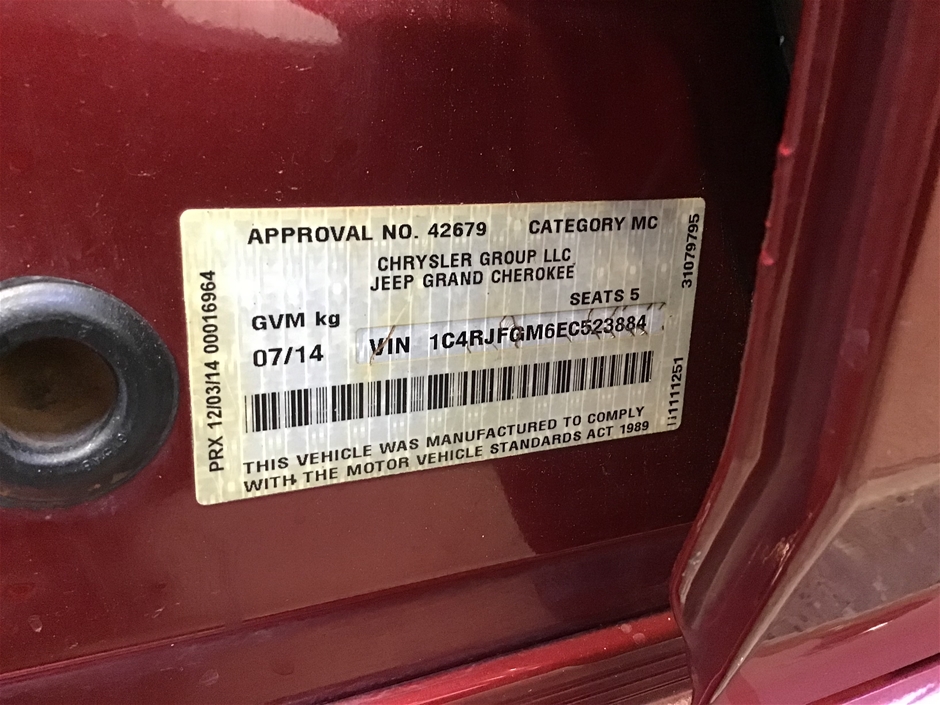 APPROVAL NO. 42679 CATEGORY MC
CHRYSLER GROUP LLC
JEEP GRAND CHEROKEE
SEATS 5
GVM kg
07/14 VIN 1C4RJFGM6EC523884
THIS VEHICLE WAS MANUFACTURED TO COMPLY
WITH THE MOTOR VEHICLE STANDARDS ACT 1989
PRX 12/03/14 00016964
31079795
11111251